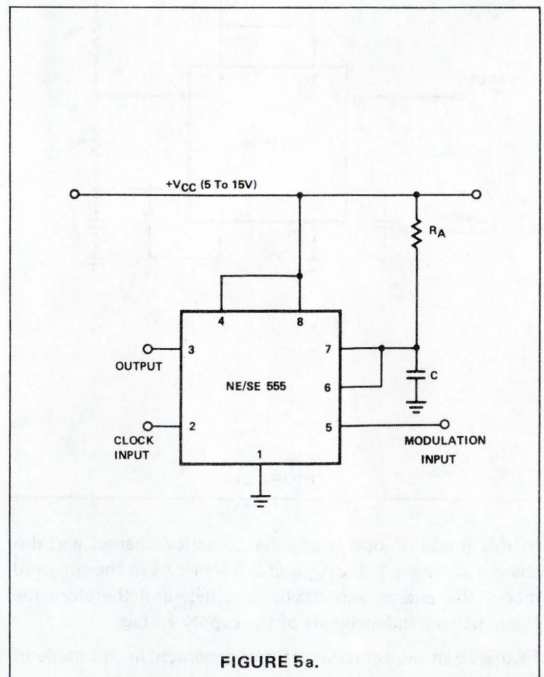 +VCC (5 To 15V)
RA
4
8
3
7
OUTPUT
NE/SE 555
6
C
CLOCK
INPUT
2
5
MODULATION
INPUT
1
FIGURE 5a.